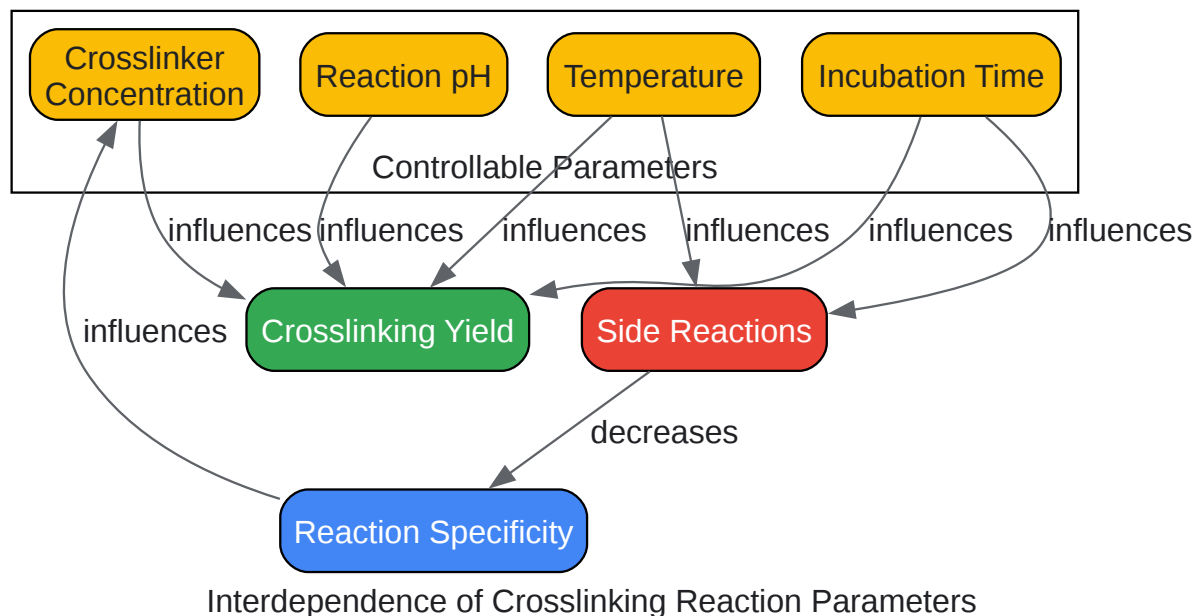 Crosslinker
Concentration
Reaction pH
Temperature
Incubation Time
Controllable Parameters
influences
influences
influences
influences
influences
influences
Crosslinking Yield
Side Reactions
influences
decreases
Reaction Specificity
Interdependence of Crosslinking Reaction Parameters